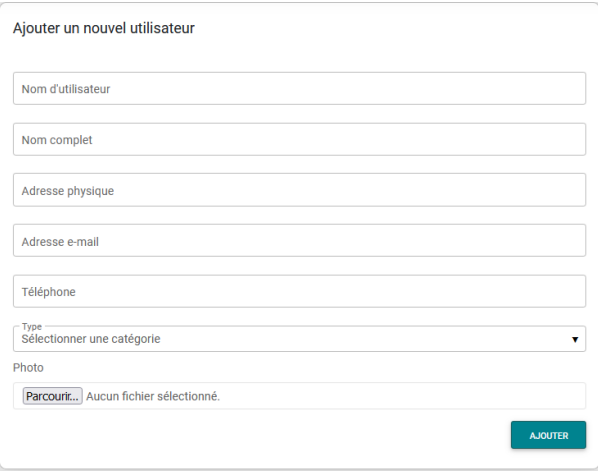 Ajouter un nouvel utilisateur
Nom d'utilisateur
Nom complet
Adresse physique
Adresse e-mail
Téléphone
Type
Sélectionner une catégorie
Photo
Parcourir... Aucun fichier sélectionné.
AJOUTER